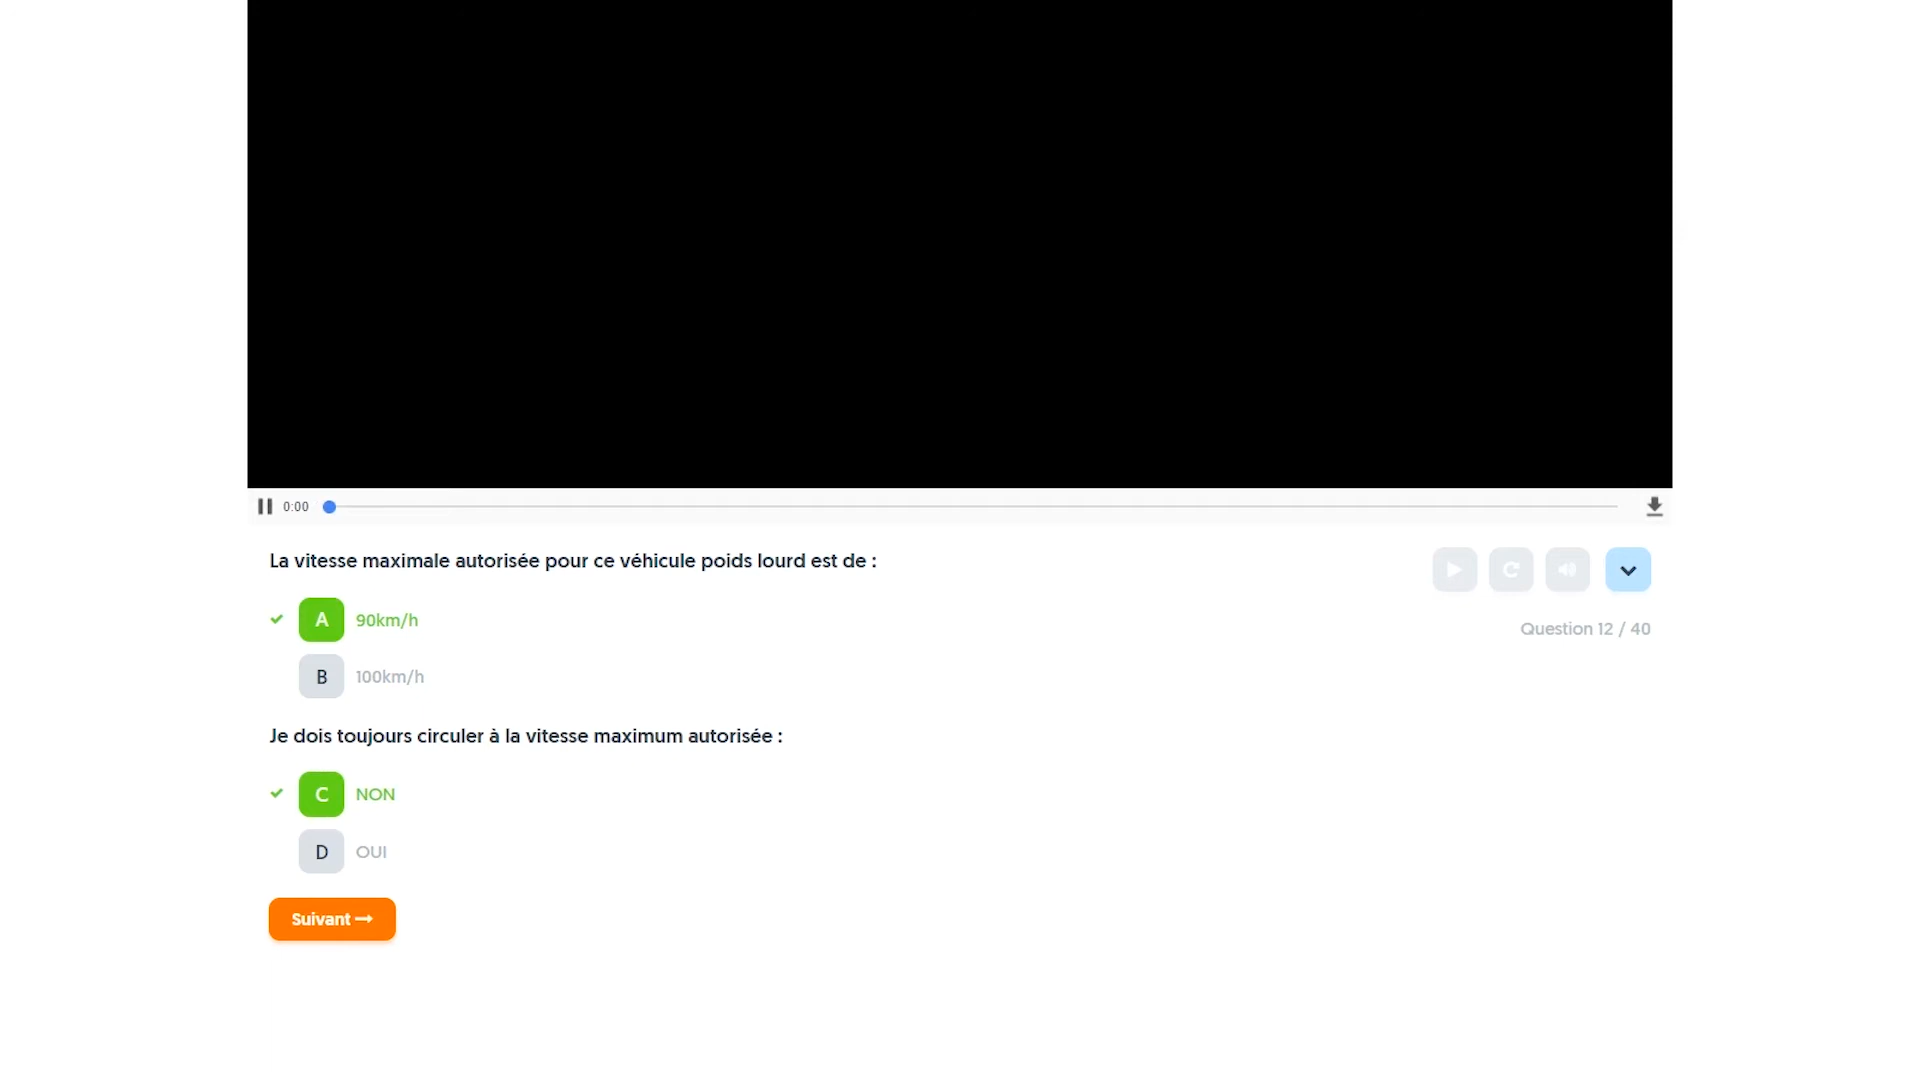 0:00
La vitesse maximale autorisée pour ce véhicule poids lourd est de :
A 90km/h
Question 12 / 40
B 100km/h
Je dois toujours circuler à la vitesse maximum autorisée :
C NON
D OUI
Suivant →